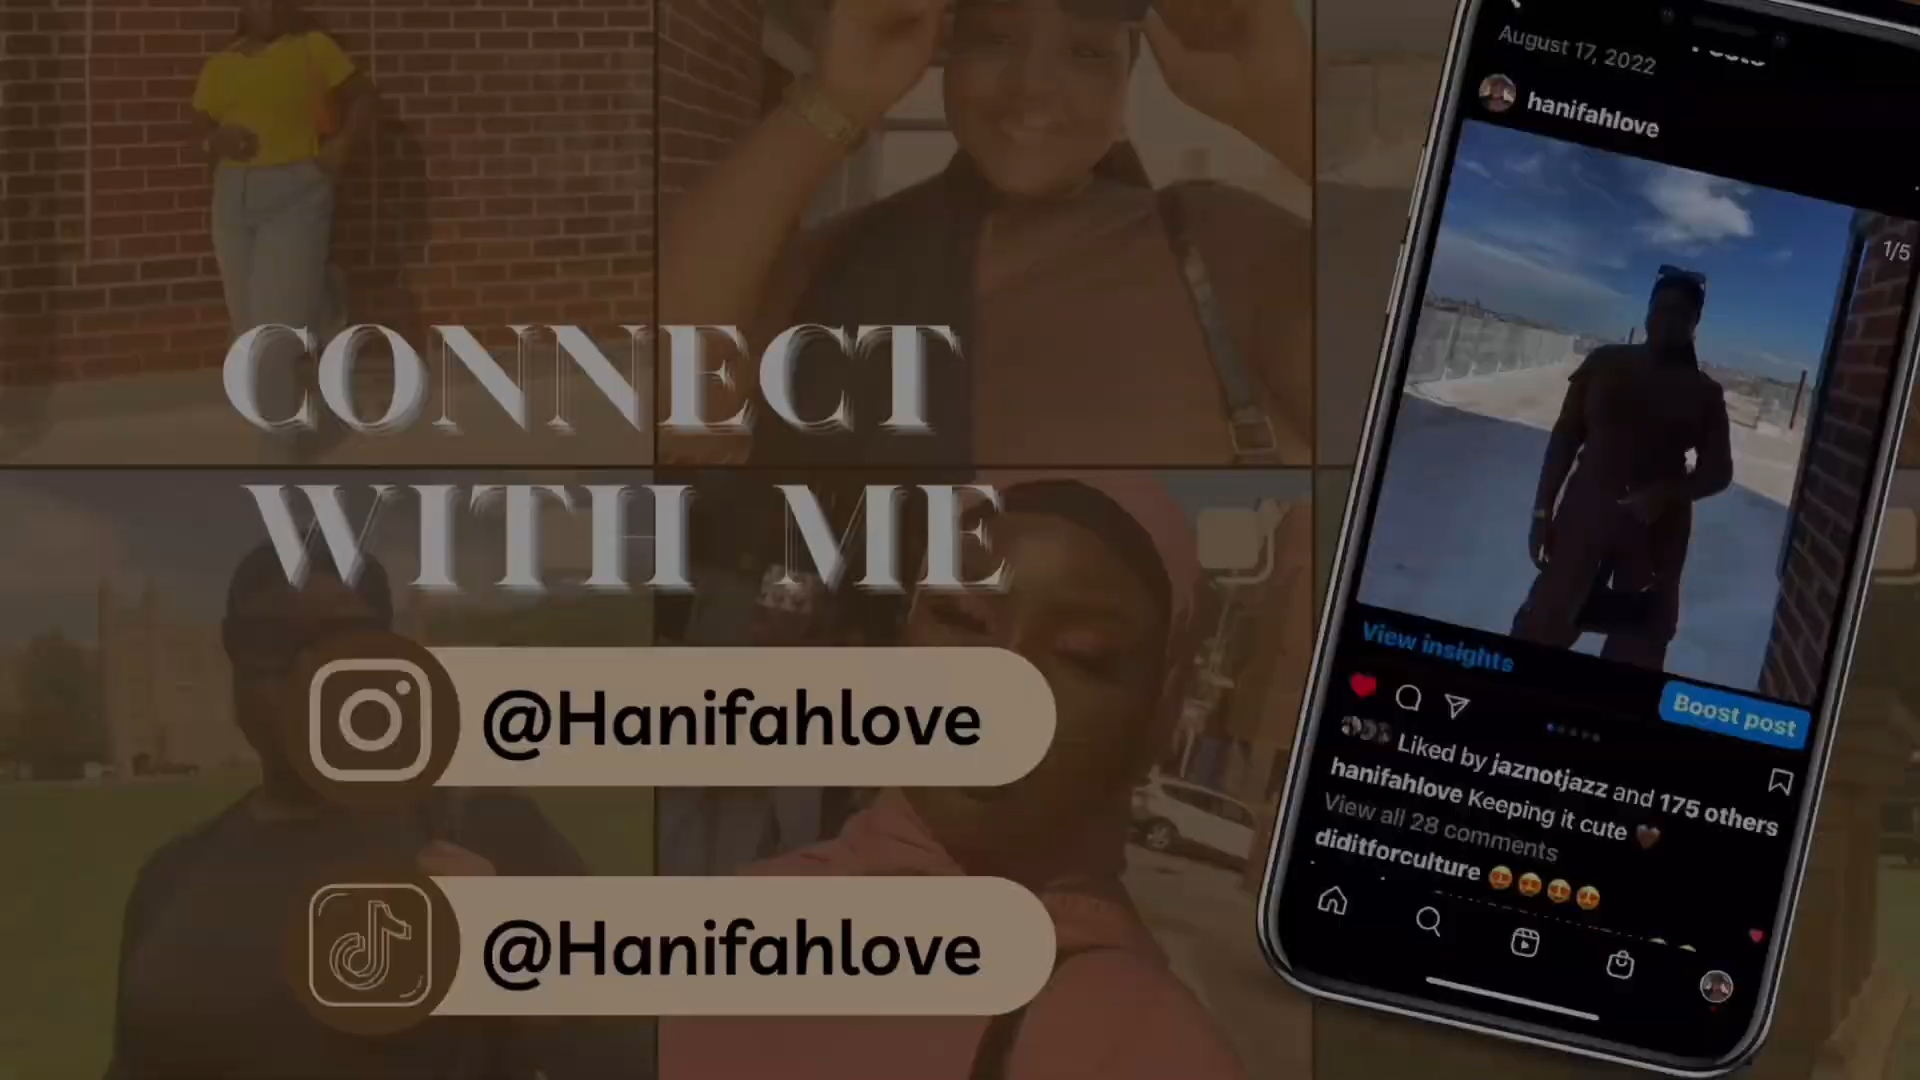 CONNECT
WITH ME
@Hanifahlove
@Hanifahlove
August 17, 2022
hanifahlove
1/5
View insights
Boost post
Liked by jaznotjazz and 175 others
hanifahlove Keeping it cute 🤎
View all 28 comments
diditforculture 😍😍😍😍